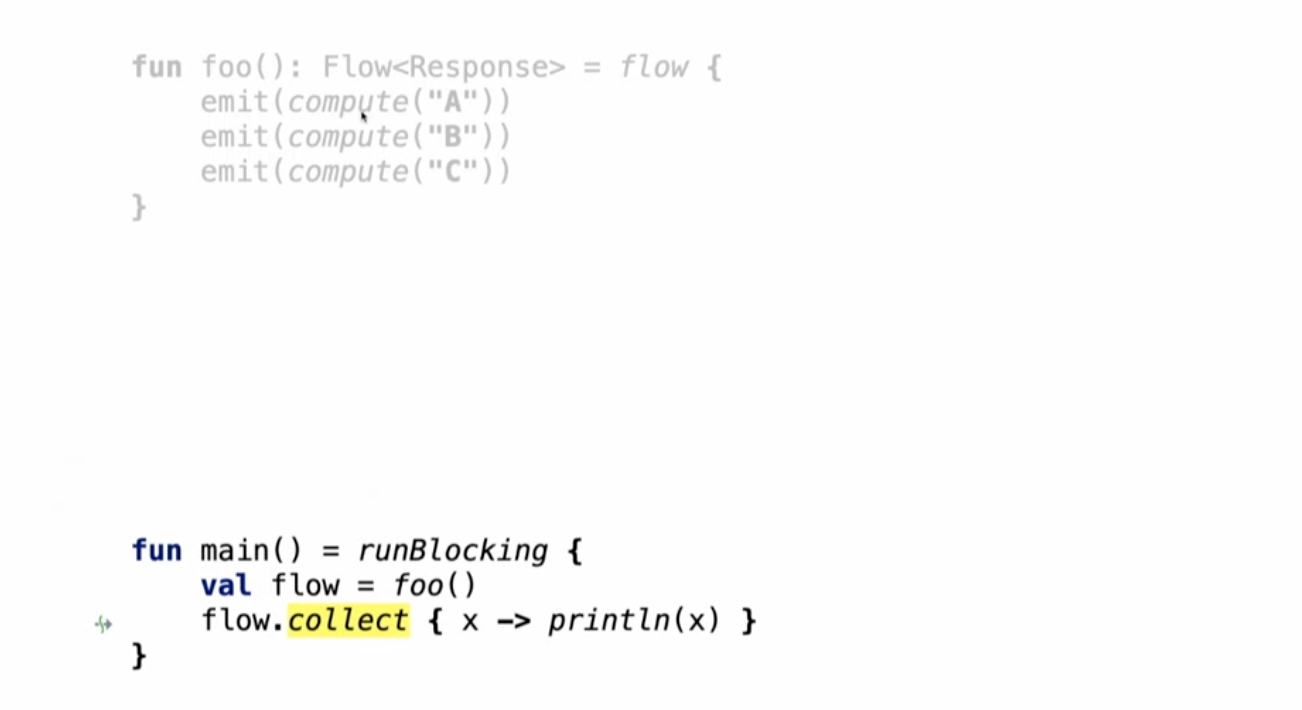 fun foo(): Flow<Response> = flow {
    emit(compute("A"))
    emit(compute("B"))
    emit(compute("C"))
}
fun main() = runBlocking {
    val flow = foo()
    flow.collect { x -> println(x) }
}